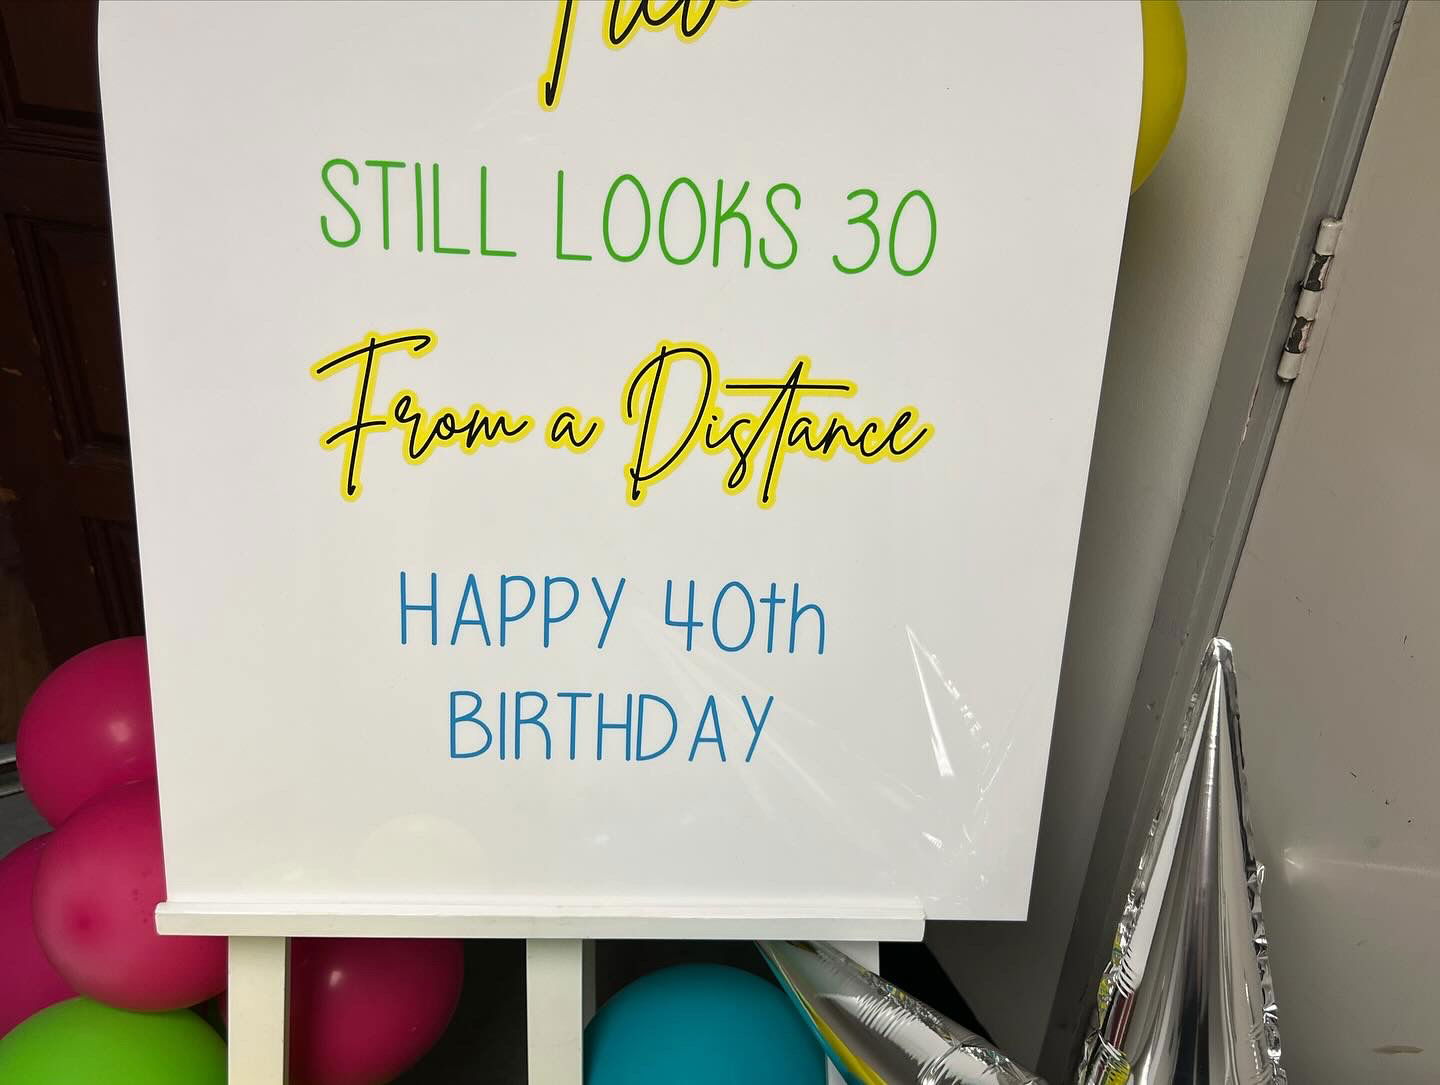 STILL LOOKS 30
From a Distance
HAPPY 40th
BIRTHDAY